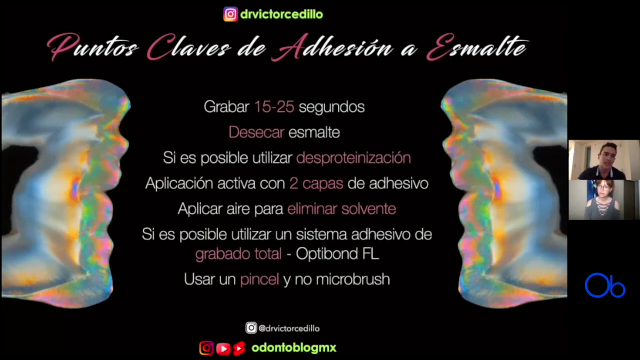 drvictorcedillo
Puntos Claves de Adhesión a Esmalte
Grabar 15-25 segundos
Desecar esmalte
Si es posible utilizar desproteinización
Aplicación activa con 2 capas de adhesivo
Aplicar aire para eliminar solvente
Si es posible utilizar un sistema adhesivo de
grabado total - Optibond FL
Usar un pincel y no microbrush
Ob
@drvictorcedillo
odontoblogmx